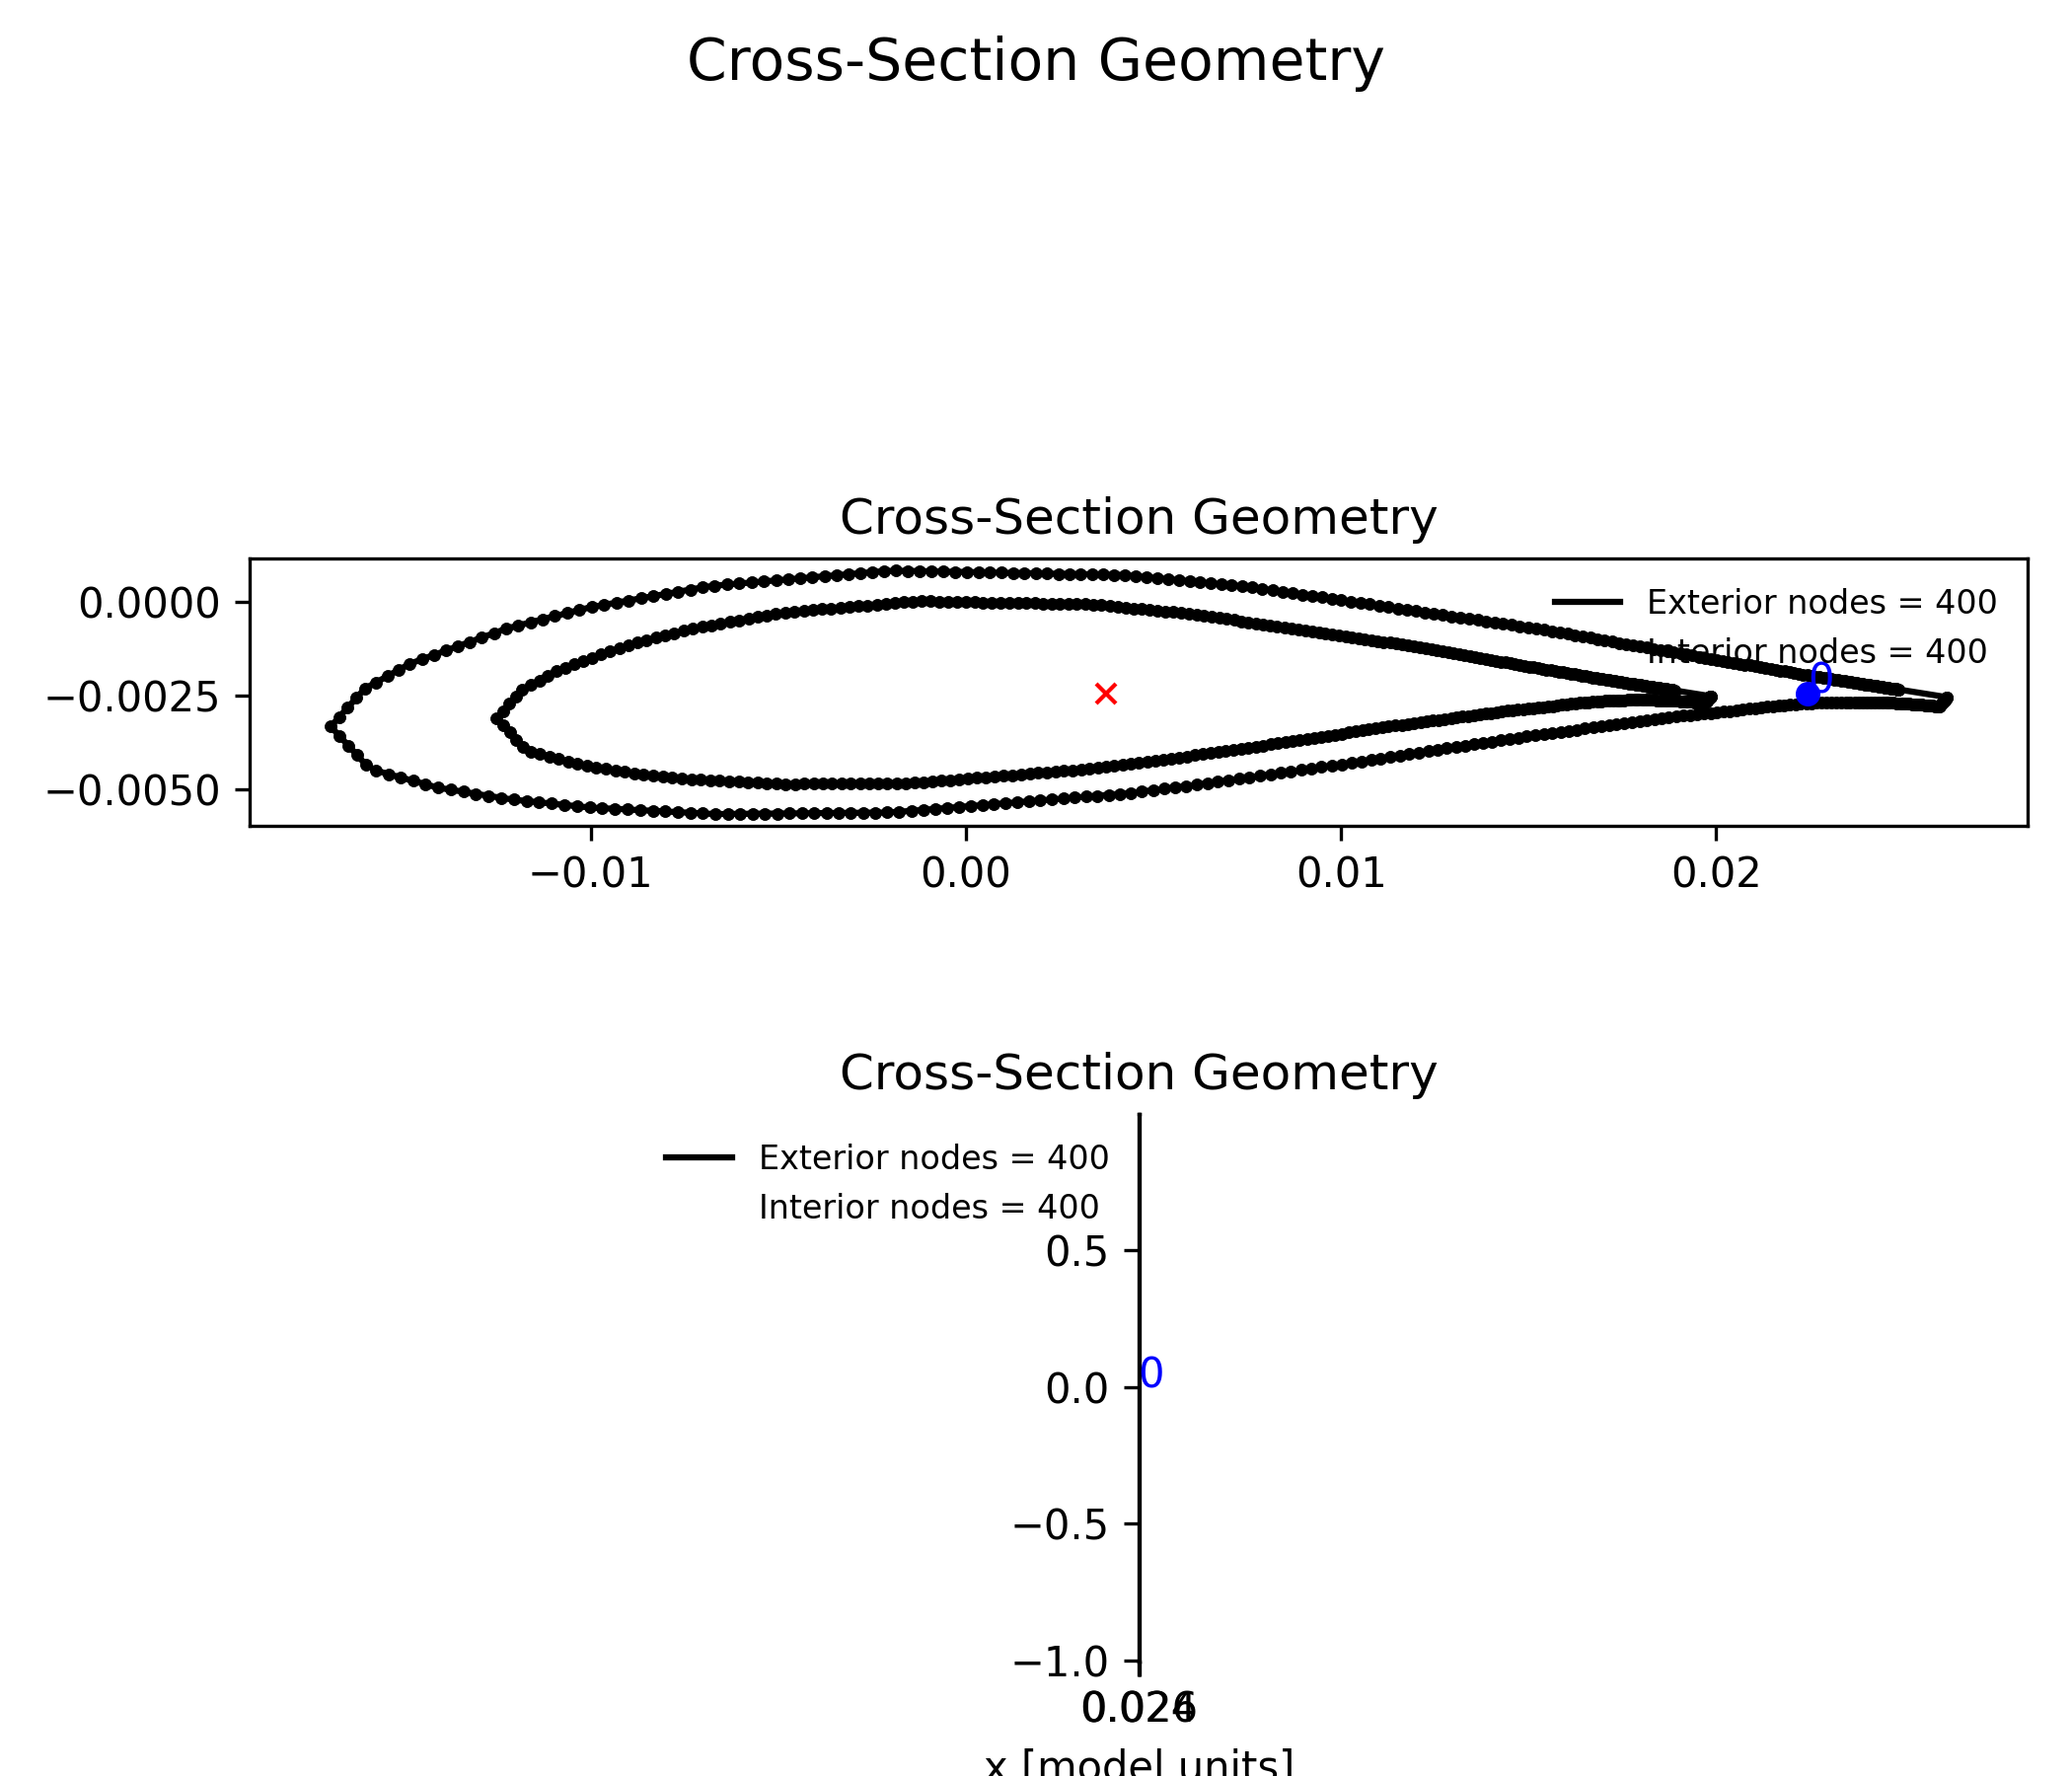 Cross-Section Geometry
Cross-Section Geometry
0.0000
Exterior nodes = 400
Interior nodes = 400
0
−0.0025
−0.0050
−0.01
0.00
0.01
0.02
Cross-Section Geometry
Exterior nodes = 400
Interior nodes = 400
0.5
0.0
0
−0.5
−1.0
x [model units]